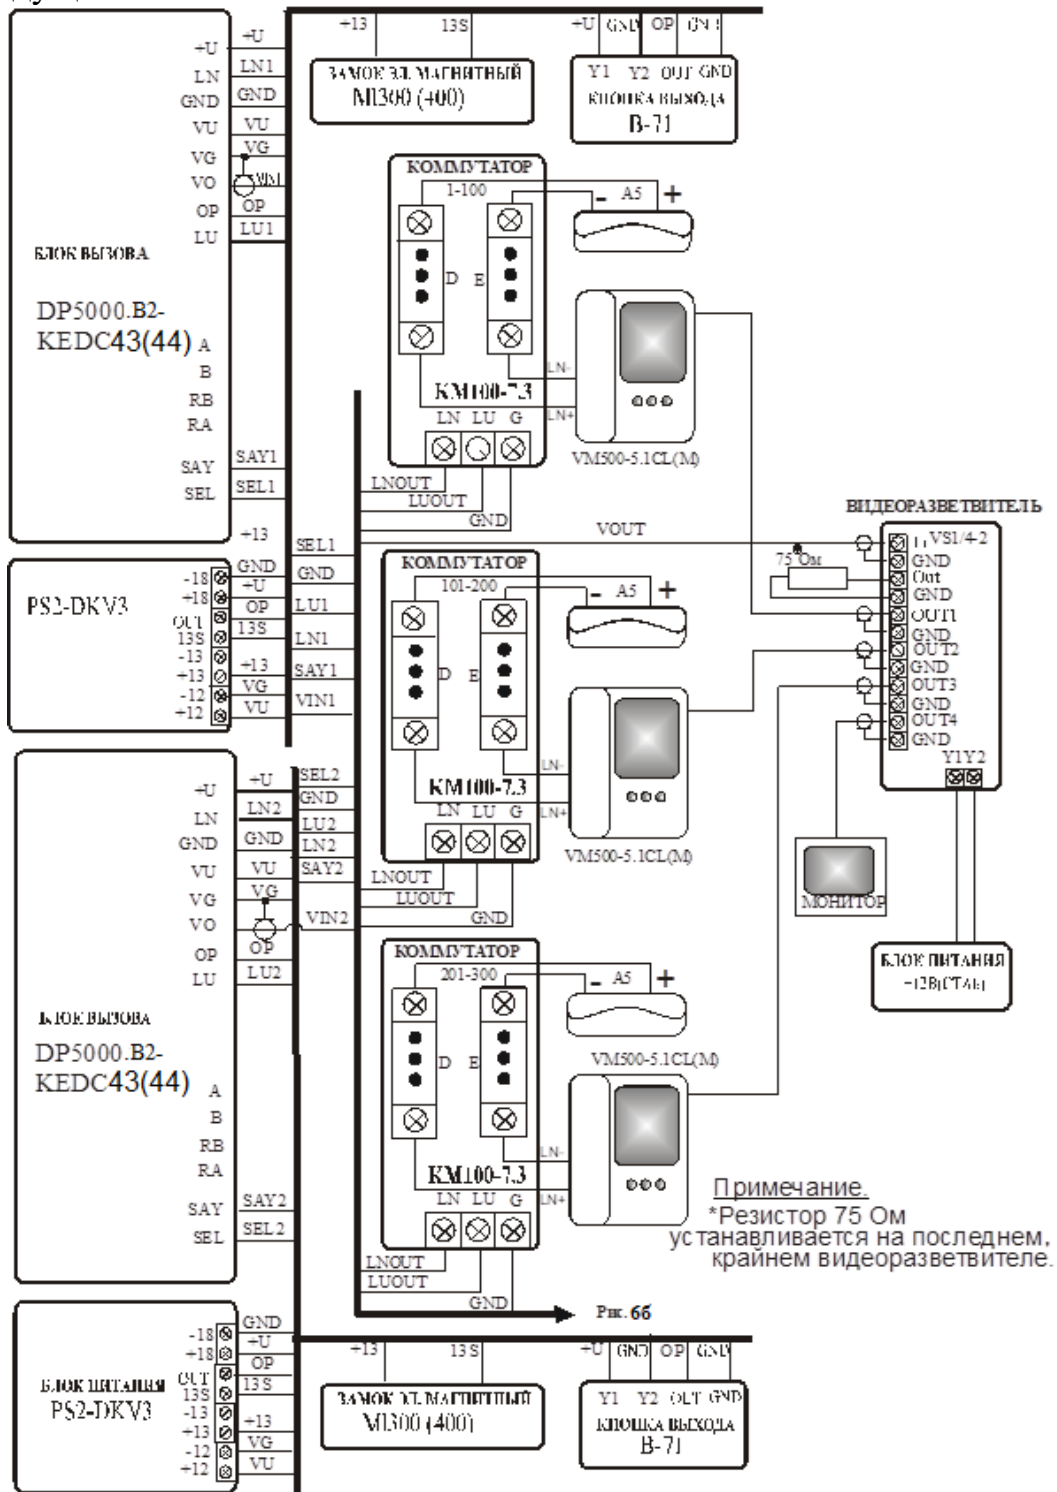 +U
LN
GND
VU
VG
VO
OP
LU
БЛОК ВЫЗОВА
DP5000.B2-
KEDC43(44)
A
B
RB
RA
SAY
SEL
+U
LN1
GND
VU
VG
VIN1
OP
LU1
SAY1
SEL1
+13
+13
13S
ЗАМОК ЭЛ. МАГНИТНЫЙ
M1300 (400)
+U
GND
OP
GND
Y1
Y2
OUT
GND
КНОПКА ВЫХОДА
B-71
КОММУТАТОР
1-100
- A5 +
D
E
LN-
KM100-7.3
LN LU G
LN+
VM500-5.1CL(M)
LNOUT
LUOUT
GND
VOUT
PS2-DKV3
-18
+18
OUT
13S
-13
+13
-12
+12
GND
+U
OP
13S
+13
VG
VU
SEL1
GND
LU1
LN1
SAY1
VIN1
КОММУТАТОР
101-200
- A5 +
D
E
LN-
KM100-7.3
LN LU G
LN+
VM500-5.1CL(M)
LNOUT
LUOUT
GND
ВИДЕОРАЗВЕТВИТЕЛЬ
VS1/4-2
GND
Out
GND
OUT1
GND
OUT2
GND
OUT3
GND
OUT4
GND
Y1Y2
75 Ом
МОНИТОР
БЛОК ПИТАНИЯ
+U
LN
GND
VU
VG
VO
OP
LU
БЛОК ВЫЗОВА
DP5000.B2-
KEDC43(44)
A
B
RB
RA
SAY
SEL
+U
LN2
GND
VU
VG
OP
LU2
SAY2
SEL2
SEL2
GND
LU2
LN2
SAY2
VIN2
КОММУТАТОР
201-300
- A5 +
D
E
LN-
KM100-7.3
LN LU G
LN+
VM500-5.1CL(M)
LNOUT
LUOUT
GND
Рис. 6б
Примечание.
*Резистор 75 Ом
устанавливается на последнем,
крайнем видеоразветвителе.
БЛОК ПИТАНИЯ
PS2-DKV3
-18
+18
OUT
13S
-13
+13
-12
+12
GND
+U
OP
13S
+13
VG
VU
+13
13S
ЗАМОК ЭЛ. МАГНИТНЫЙ
M1300 (400)
+U
GND
OP
GND
Y1
Y2
OUT
GND
КНОПКА ВЫХОДА
B-71